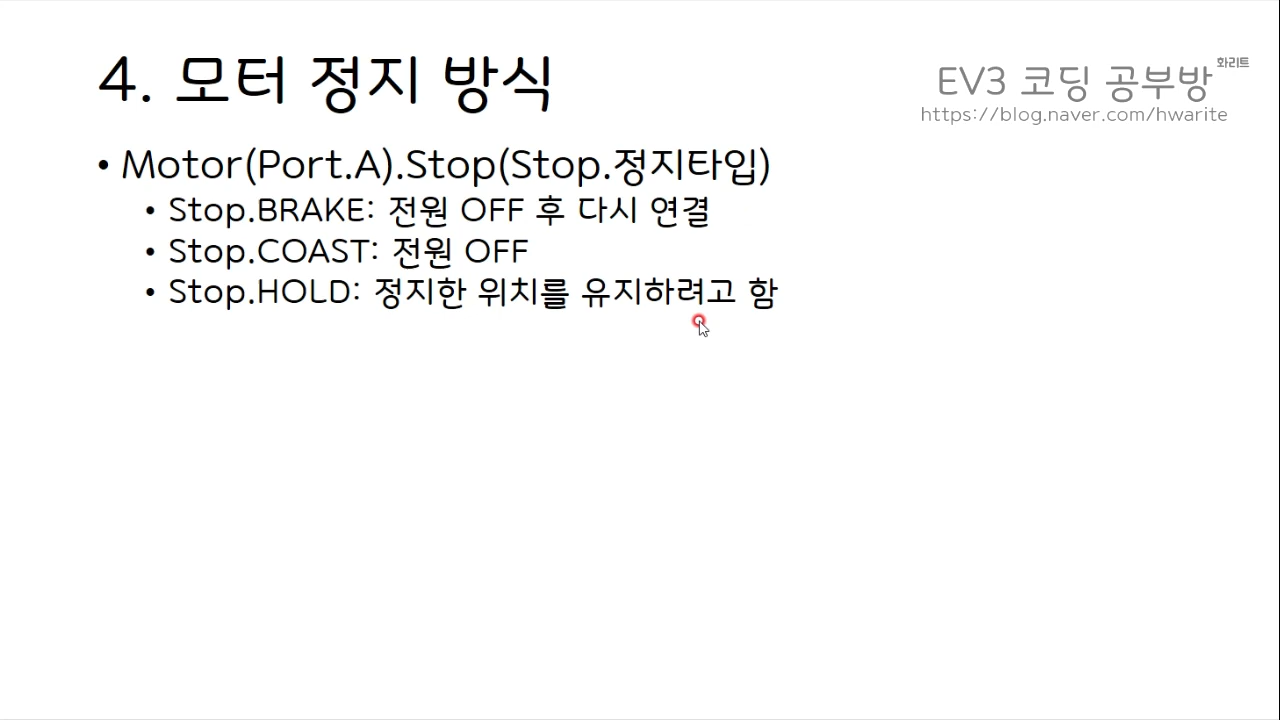 4. 모터 정지 방식
EV3 코딩 공부방 화리트
https://blog.naver.com/hwarite
• Motor(Port.A).Stop(Stop.정지타입)
• Stop.BRAKE: 전원 OFF 후 다시 연결
• Stop.COAST: 전원 OFF
• Stop.HOLD: 정지한 위치를 유지하려고 함